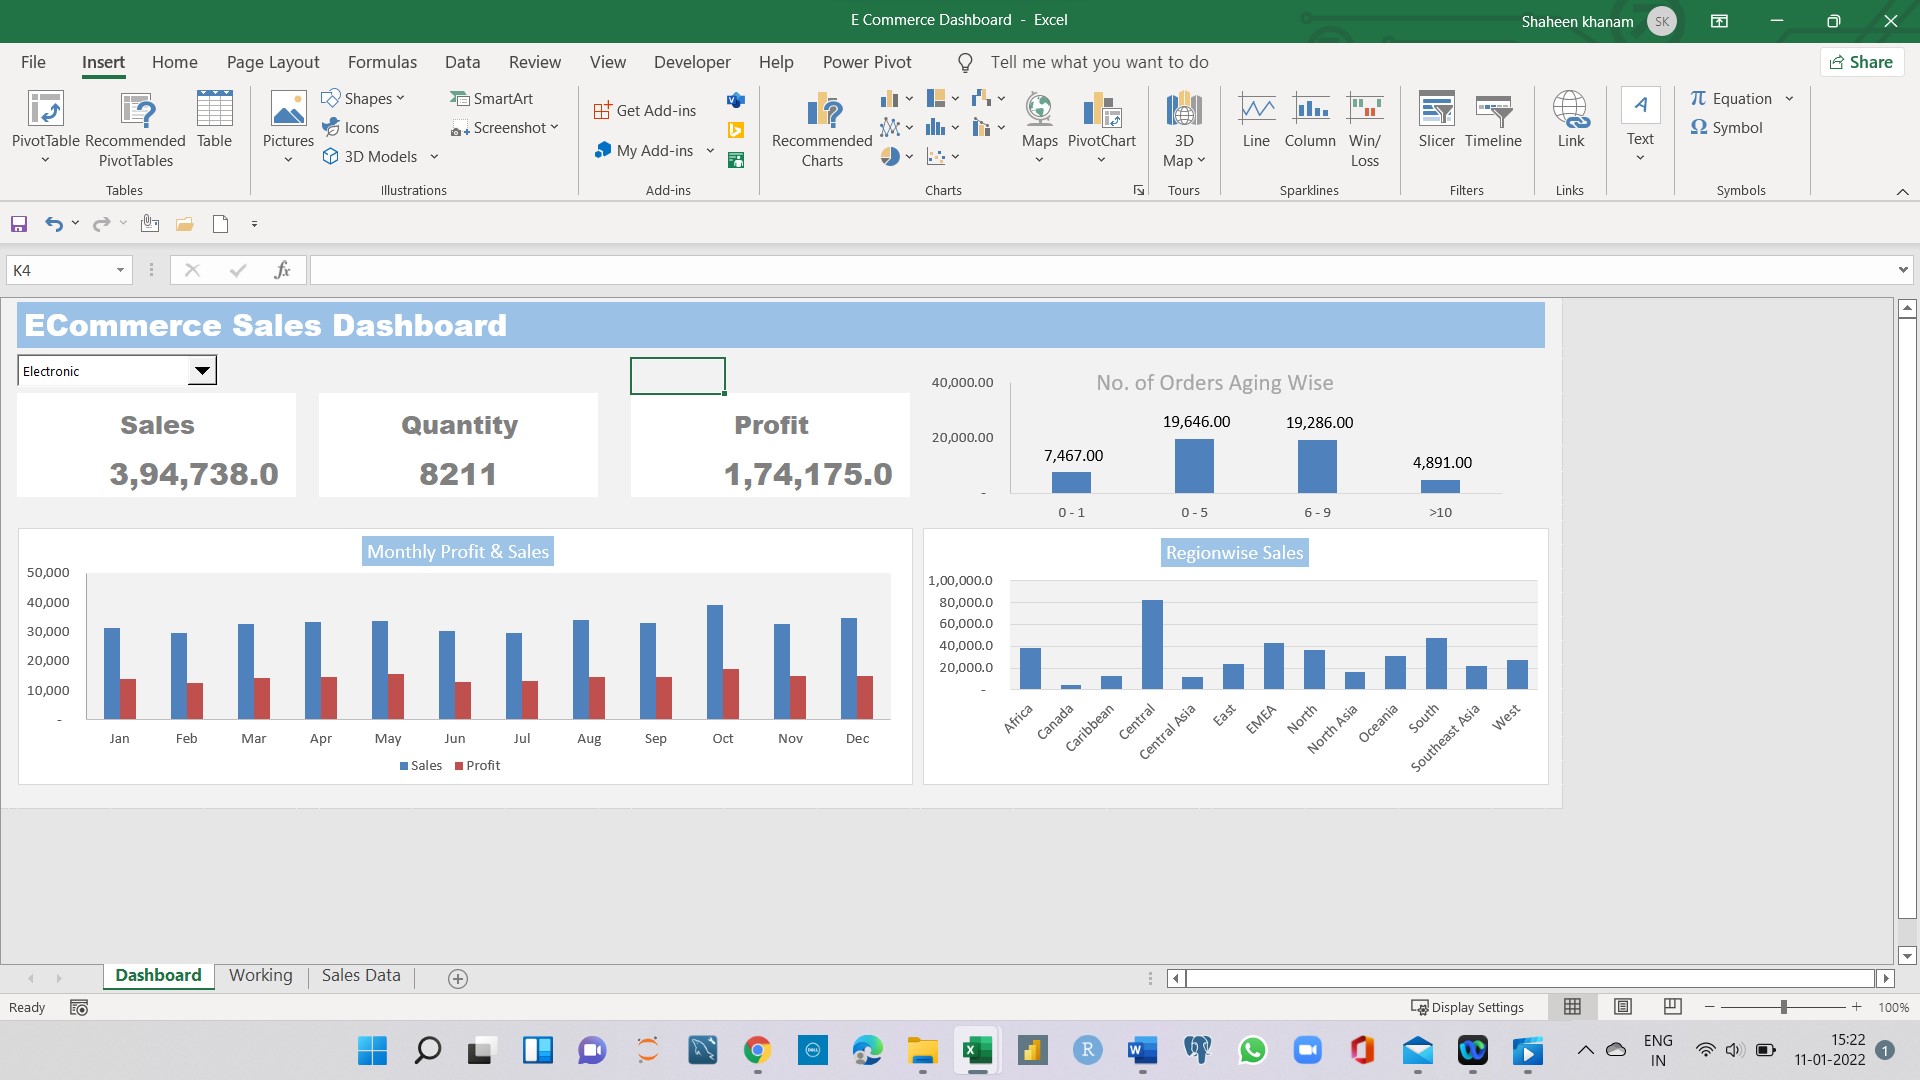 E Commerce Dashboard - Excel
Shaheen khanam SK
File Insert Home Page Layout Formulas Data Review View Developer Help Power Pivot Tell me what you want to do Share
PivotTable
Recommended PivotTables
Table
Tables
Pictures
Shapes
Icons
3D Models
SmartArt
Screenshot
Illustrations
Get Add-ins
My Add-ins
Add-ins
Recommended Charts
Maps
PivotChart
Charts
3D Map
Tours
Line
Column
Win/ Loss
Sparklines
Slicer
Timeline
Filters
Link
Links
A
Text
π Equation
Ω Symbol
Symbols
K4
fx
ECommerce Sales Dashboard
Electronic
Sales
3,94,738.0
Quantity
8211
Profit
1,74,175.0
No. of Orders Aging Wise
40,000.00
20,000.00
-
7,467.00
19,646.00
19,286.00
4,891.00
0 - 1
0 - 5
6 - 9
>10
Monthly Profit & Sales
50,000
40,000
30,000
20,000
10,000
-
Jan Feb Mar Apr May Jun Jul Aug Sep Oct Nov Dec
Sales Profit
Regionwise Sales
1,00,000.0
80,000.0
60,000.0
40,000.0
20,000.0
-
Africa
Canada
Caribbean
Central
Central Asia
East
EMEA
North
North Asia
Oceania
South
Southeast Asia
West
Dashboard Working Sales Data
Ready
Display Settings
100%
DELL
R
W
ENG
IN
15:22
11-01-2022
1